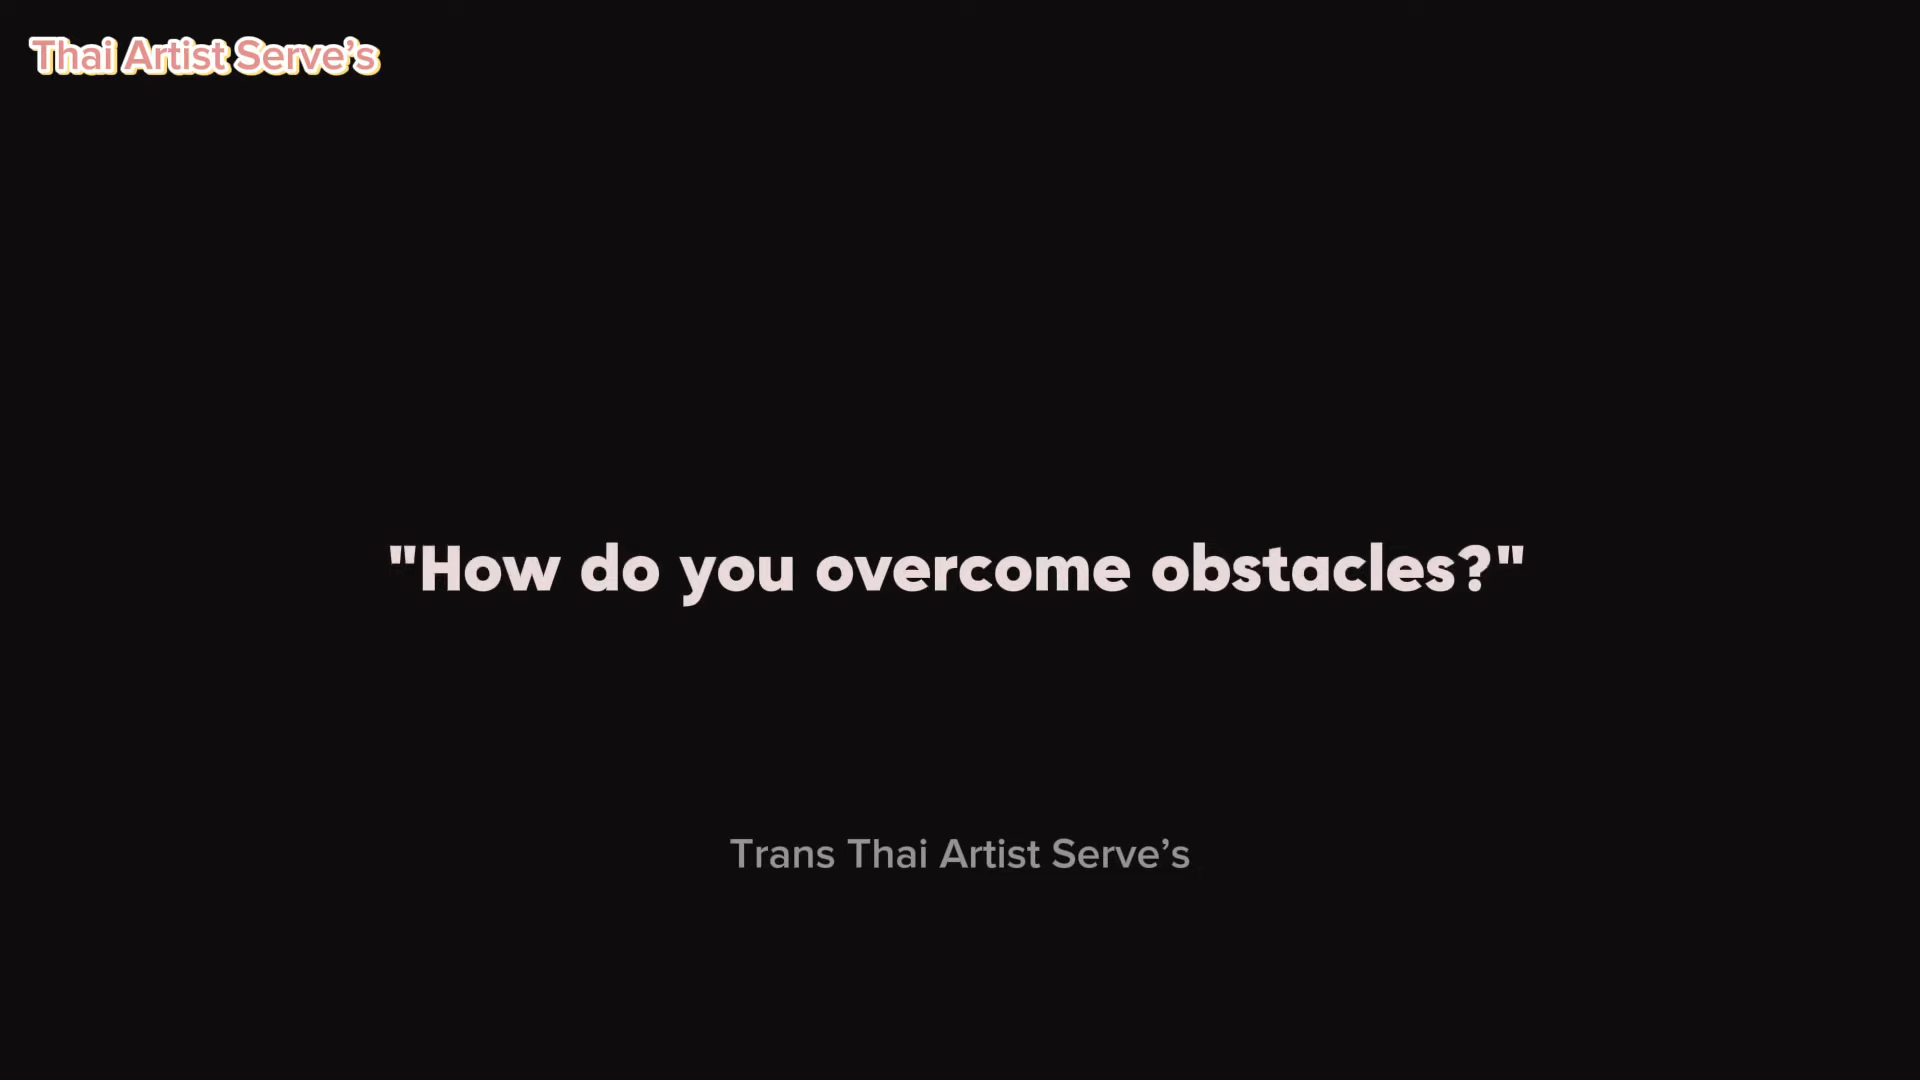 Thai Artist Serve’s
"How do you overcome obstacles?"
Trans Thai Artist Serve’s